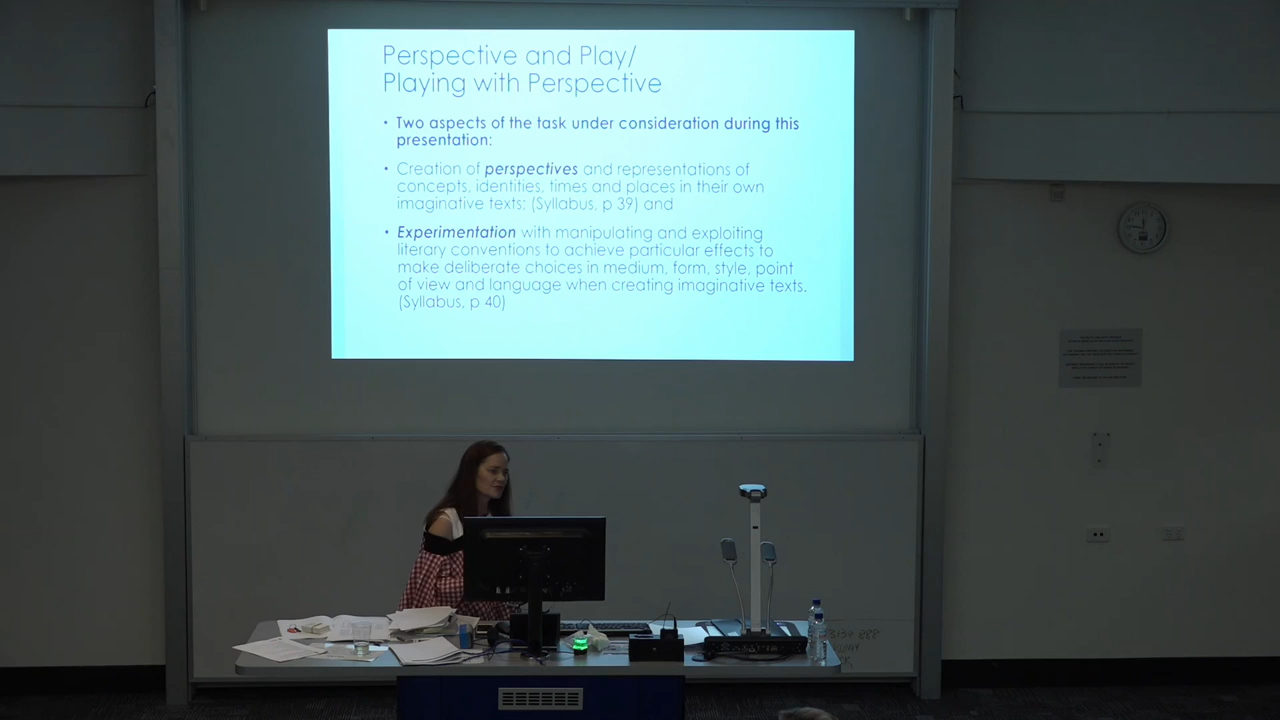 Perspective and Play/
Playing with Perspective
• Two aspects of the task under consideration during this
presentation:
• Creation of perspectives and representations of
concepts, identities, times and places in their own
imaginative texts; (Syllabus, p 39) and
• Experimentation with manipulating and exploiting
literary conventions to achieve particular effects to
make deliberate choices in medium, form, style, point
of view and language when creating imaginative texts.
(Syllabus, p 40)